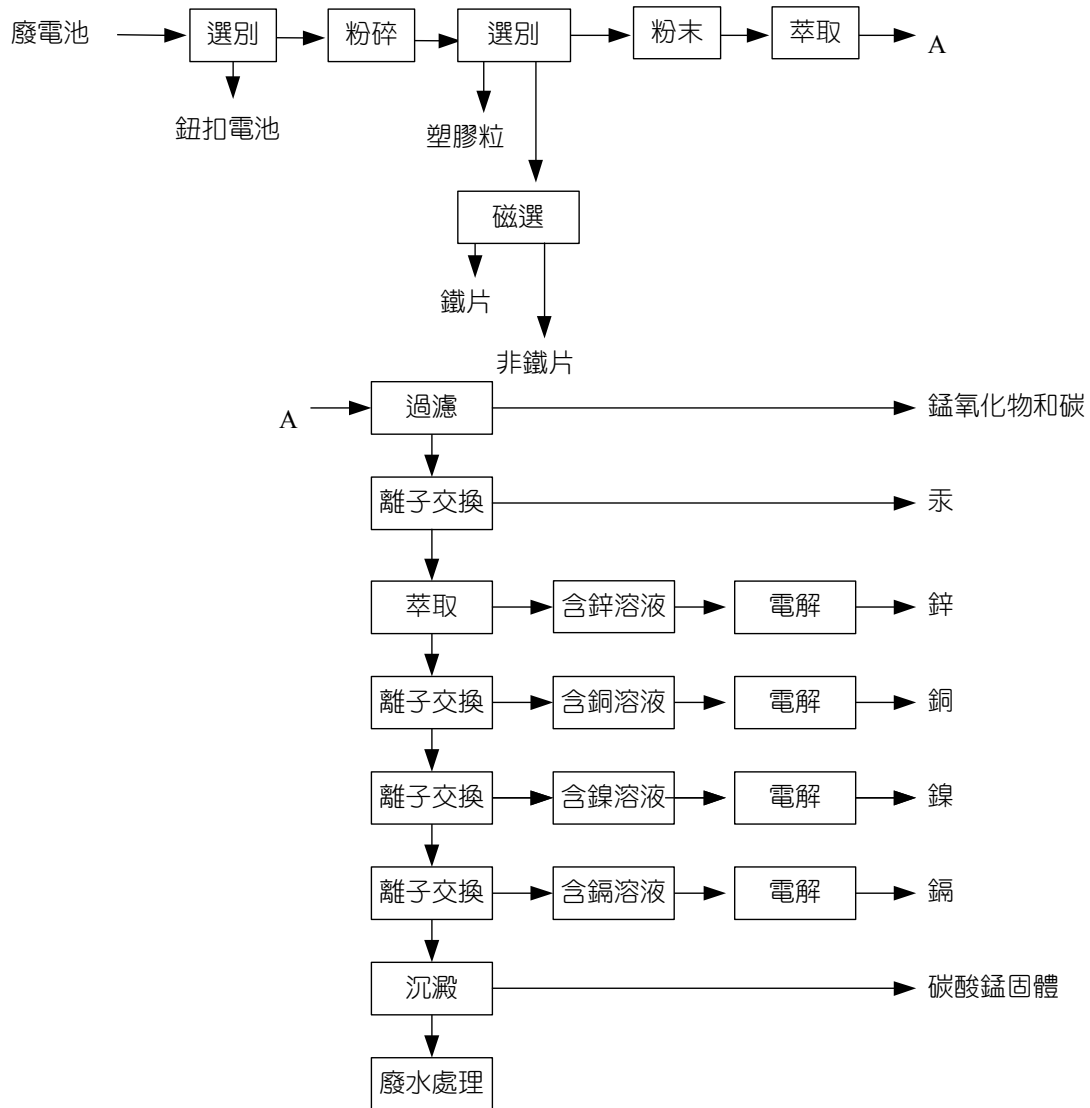 廢電池
選別
粉碎
選別
粉末
萃取
A
鈕扣電池
塑膠粒
磁選
鐵片
非鐵片
A
過濾
錳氧化物和碳
離子交換
汞
萃取
含鋅溶液
電解
鋅
離子交換
含銅溶液
電解
銅
離子交換
含鎳溶液
電解
鎳
離子交換
含鎘溶液
電解
鎘
沉澱
碳酸錳固體
廢水處理